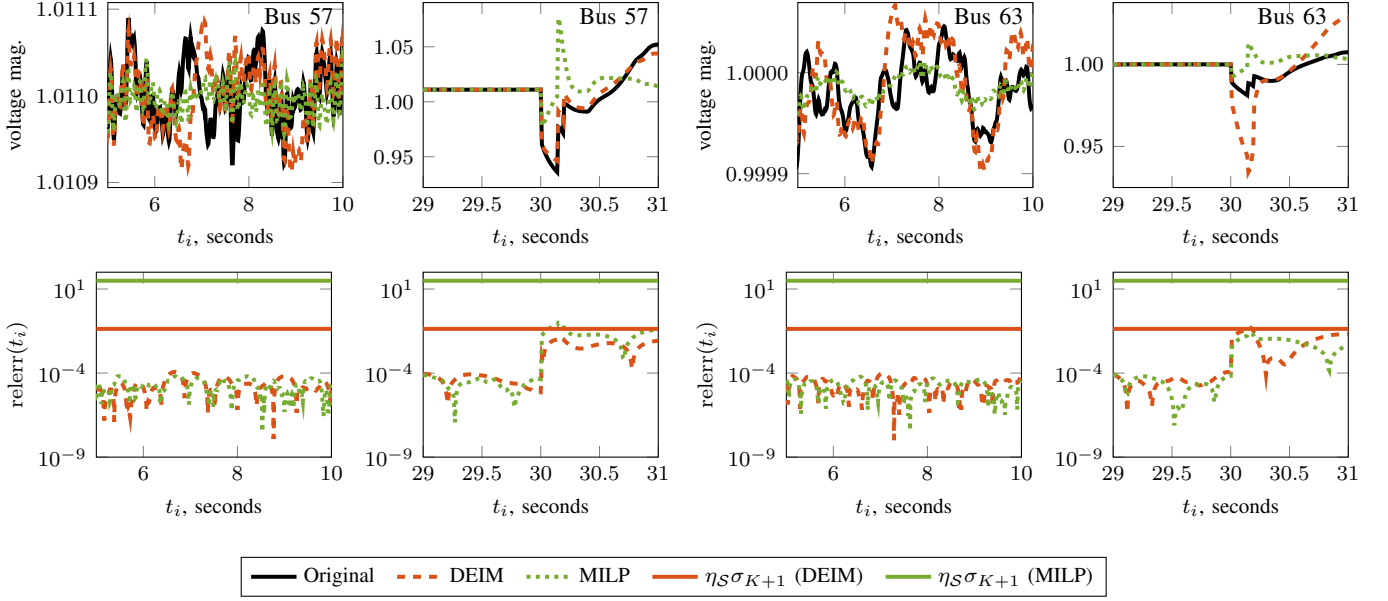 Bus 57
1.0111
1.0110
1.0109
voltage mag.
6 8 10
t_i, seconds
Bus 57
1.05
1.00
0.95
29 29.5 30 30.5 31
t_i, seconds
Bus 63
1.0000
0.9999
voltage mag.
6 8 10
t_i, seconds
Bus 63
1.00
0.95
29 29.5 30 30.5 31
t_i, seconds
10^1
10^{-4}
10^{-9}
relerr(t_i)
6 8 10
t_i, seconds
10^1
10^{-4}
10^{-9}
29 29.5 30 30.5 31
t_i, seconds
10^1
10^{-4}
10^{-9}
relerr(t_i)
6 8 10
t_i, seconds
10^1
10^{-4}
10^{-9}
29 29.5 30 30.5 31
t_i, seconds
Original DEIM MILP η_S σ_{K+1} (DEIM) η_S σ_{K+1} (MILP)